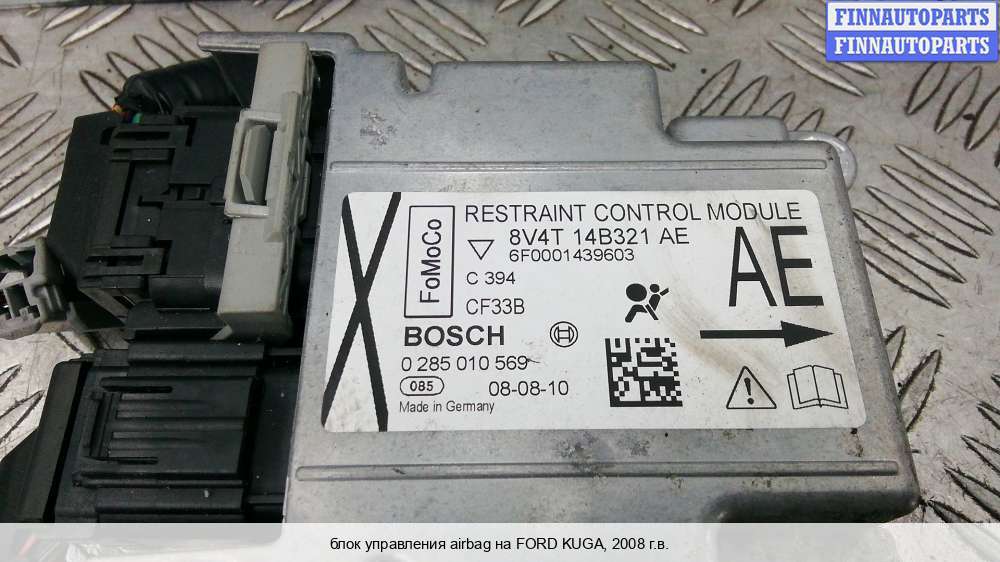 FINNAUTOPARTS
FINNAUTOPARTS
RESTRAINT CONTROL MODULE
8V4T 14B321 AE
6F0001439603
FoMoCo
C 394
CF33B
AE
BOSCH
0 285 010 569
085
08-08-10
Made in Germany
блок управления airbag на FORD KUGA, 2008 г.в.